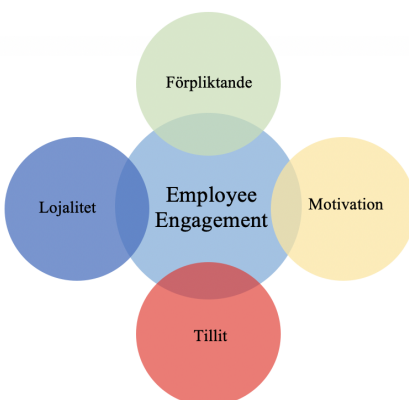 Förpliktande
Lojalitet
Employee
Engagement
Motivation
Tillit